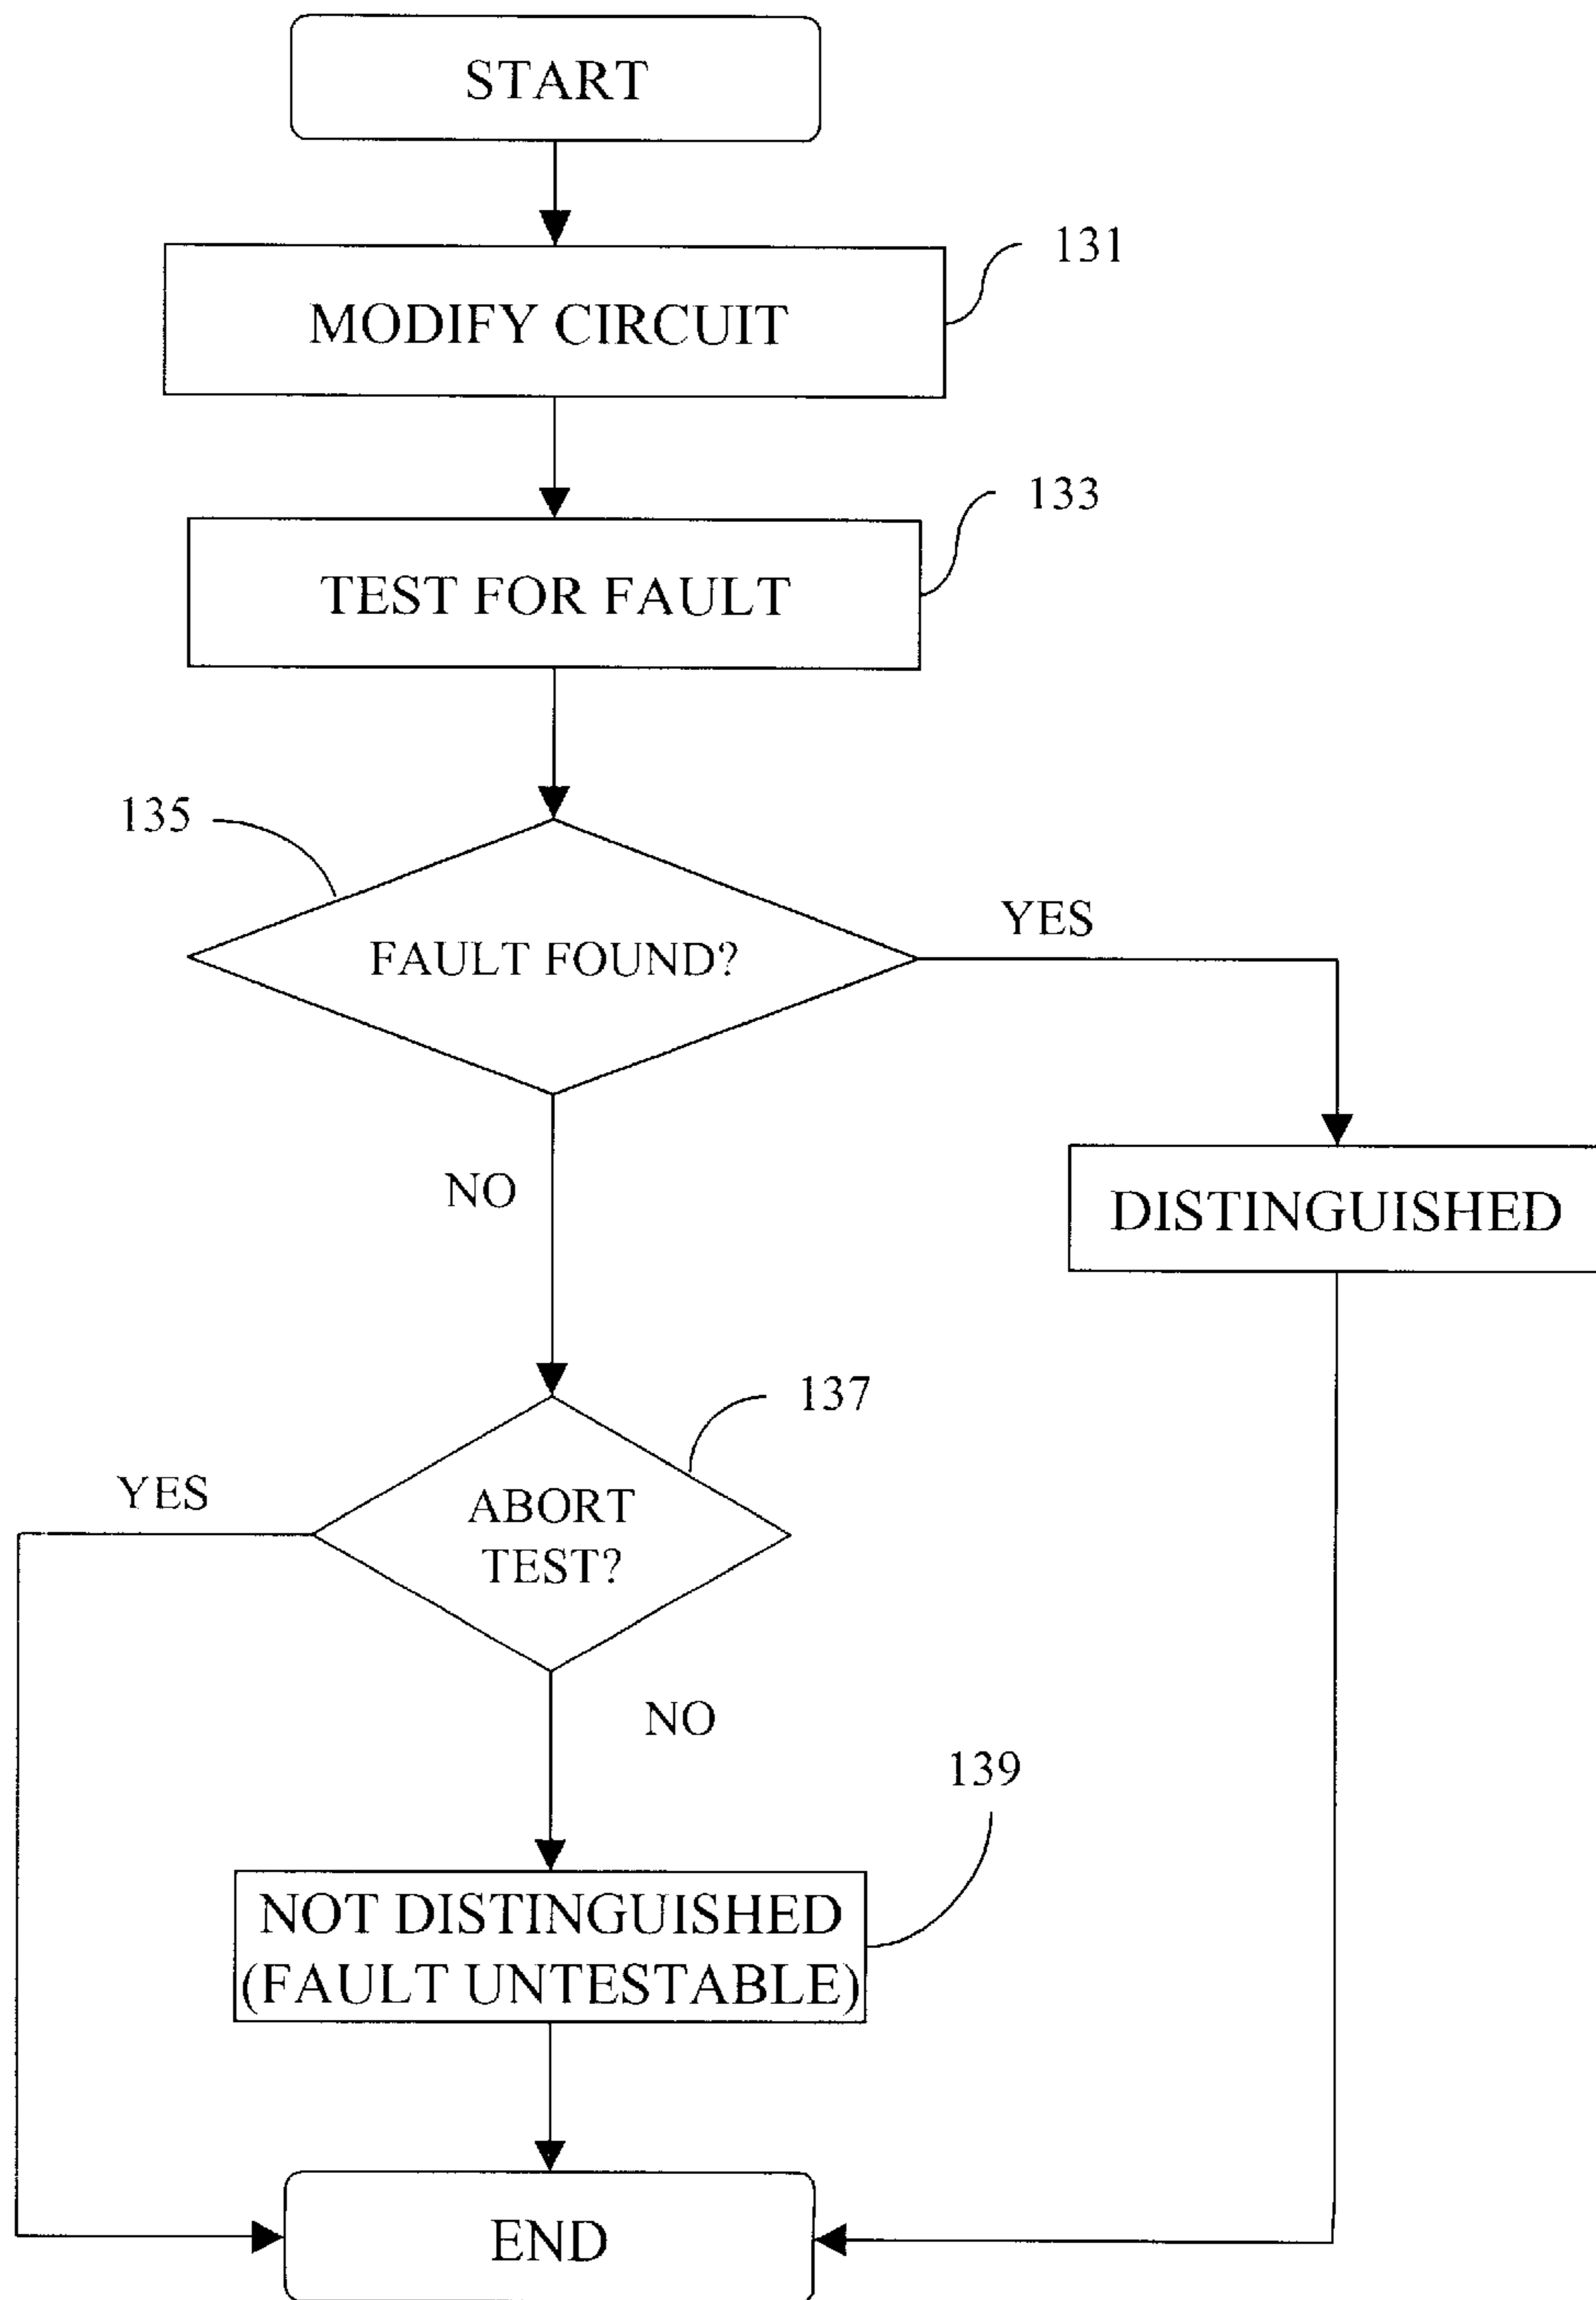 START
131
MODIFY CIRCUIT
133
TEST FOR FAULT
135
FAULT FOUND?
YES
NO
DISTINGUISHED
137
YES
ABORT
TEST?
NO
139
NOT DISTINGUISHED
(FAULT UNTESTABLE)
END